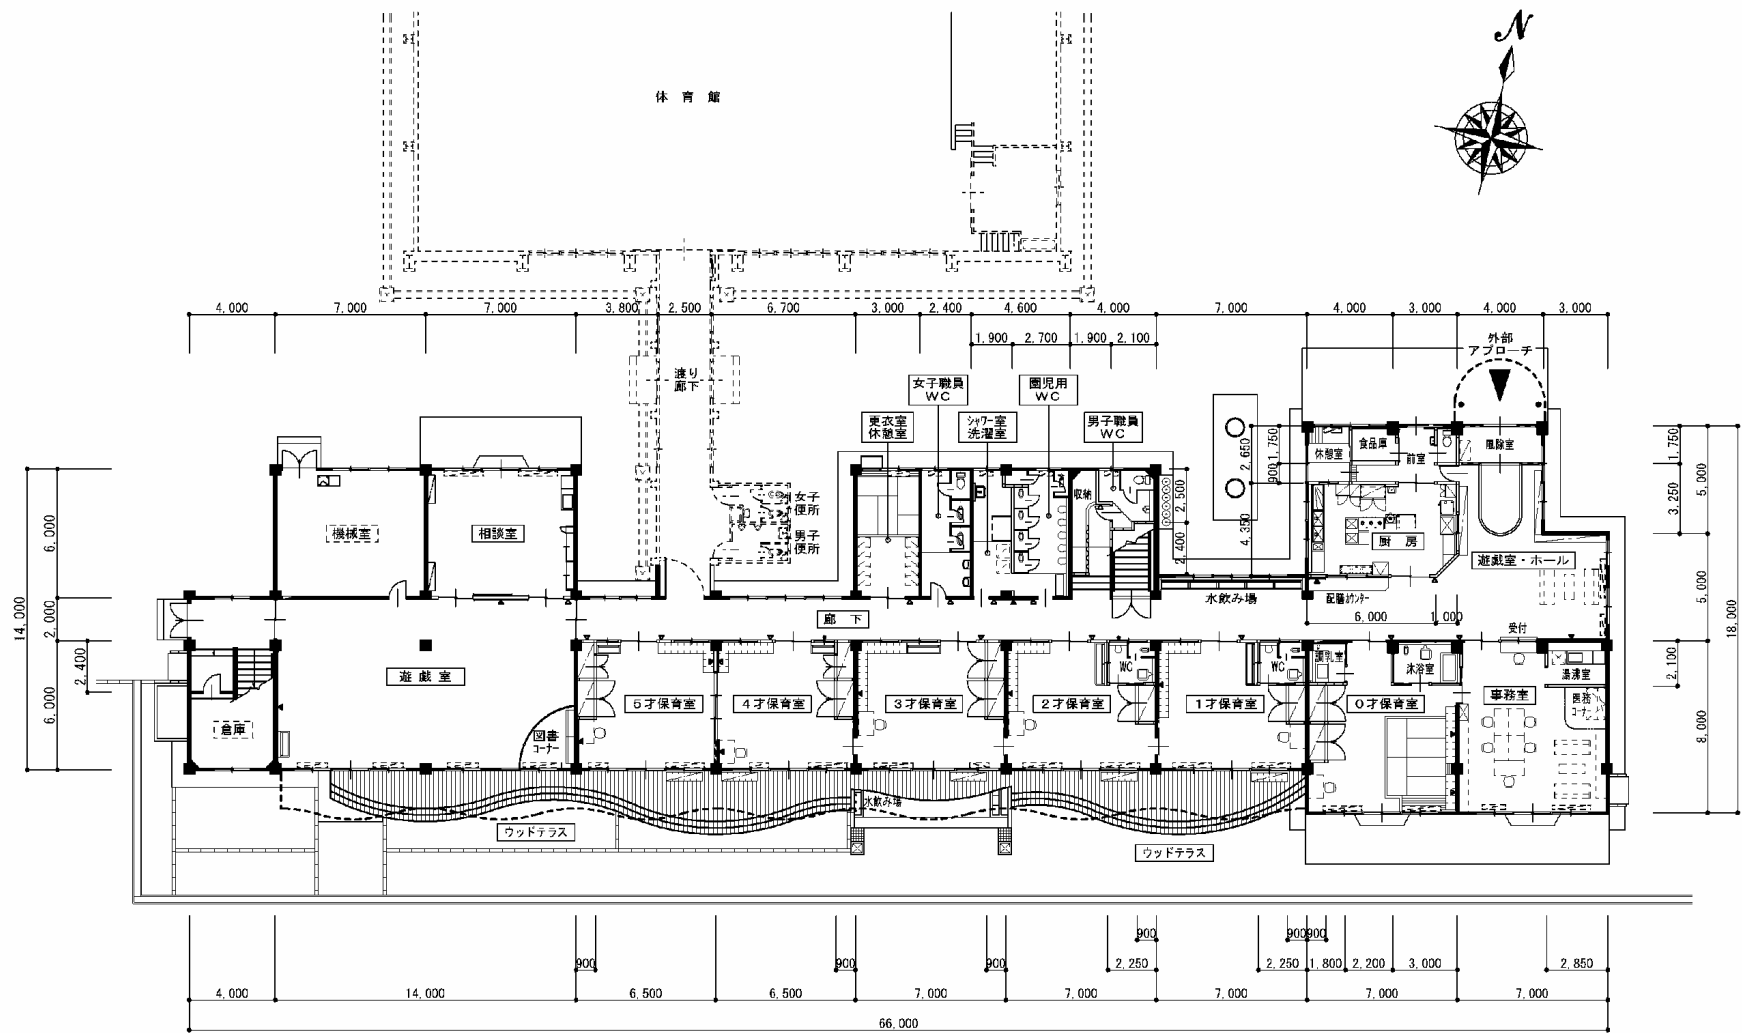 N
体育館
4,000
7,000
7,000
3,800
2,500
6,700
3,000
2,400
4,600
4,000
7,000
4,000
3,000
4,000
3,000
1,900
2,700
1,900
2,100
外部
アプローチ
渡り
廊下
女子職員
WC
園児用
WC
更衣室
休憩室
シャワー室
洗濯室
男子職員
WC
休憩室
食品庫
前室
風除室
女子
便所
男子
便所
収納
機械室
相談室
厨房
遊戯室・ホール
14,000
6,000
2,000
2,400
6,000
2,500
2,400
2,650
4,350
1,750
900
1,750
3,250
5,000
5,000
18,000
2,100
8,000
水飲み場
配膳カウンター
6,000
1,000
廊下
受付
遊戯室
倉庫
図書
コーナー
5才保育室
4才保育室
3才保育室
2才保育室
WC
1才保育室
WC
調乳室
沐浴室
0才保育室
事務室
湯沸室
医務
コーナー
水飲み場
ウッドテラス
ウッドテラス
900
900
900
900
2,250
900
2,250
900
1,800
2,200
3,000
2,850
4,000
14,000
6,500
6,500
7,000
7,000
7,000
7,000
7,000
66,000